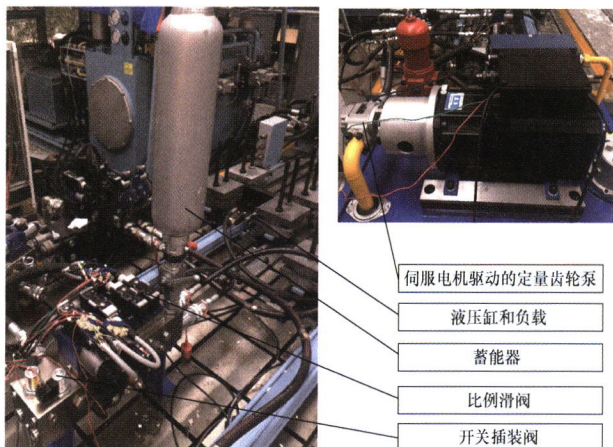 伺服电机驱动的定量齿轮泵
液压缸和负载
蓄能器
比例滑阀
开关插装阀